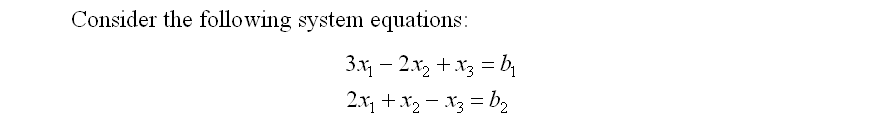 Consider the following system equations:
3x₁ − 2x₂ + x₃ = b₁
2x₁ + x₂ − x₃ = b₂